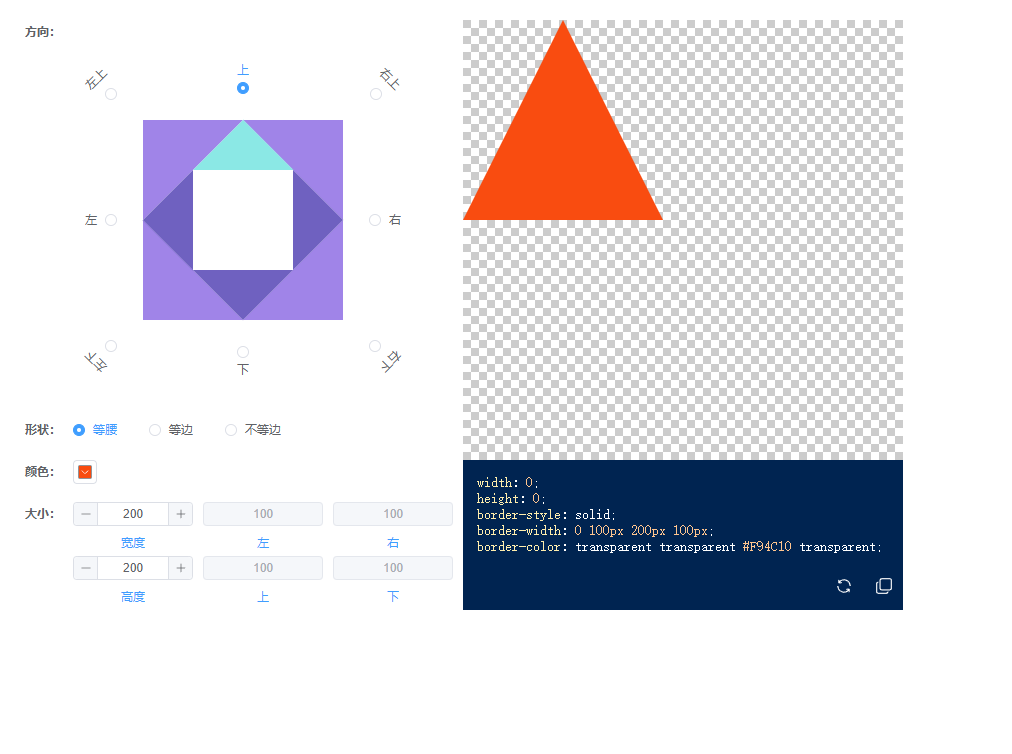 方向：
左上
上
右上
左
右
左下
下
右下
形状：
等腰
等边
不等边
颜色：
大小：
200
100
100
宽度
左
右
200
100
100
高度
上
下
width: 0;
height: 0;
border-style: solid;
border-width: 0 100px 200px 100px;
border-color: transparent transparent #F94C10 transparent;